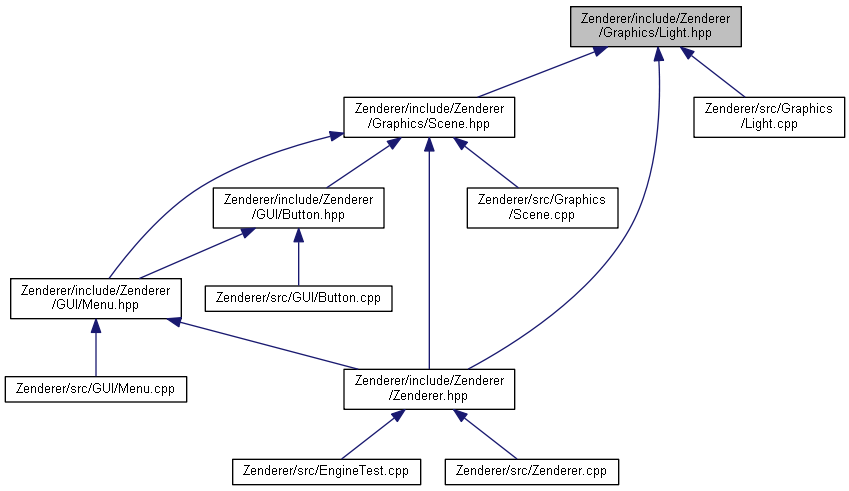 Zenderer/include/Zenderer
/Graphics/Light.hpp
Zenderer/include/Zenderer
/Graphics/Scene.hpp
Zenderer/src/Graphics
/Light.cpp
Zenderer/include/Zenderer
/GUI/Button.hpp
Zenderer/src/Graphics
/Scene.cpp
Zenderer/include/Zenderer
/GUI/Menu.hpp
Zenderer/src/GUI/Button.cpp
Zenderer/src/GUI/Menu.cpp
Zenderer/include/Zenderer
/Zenderer.hpp
Zenderer/src/EngineTest.cpp
Zenderer/src/Zenderer.cpp